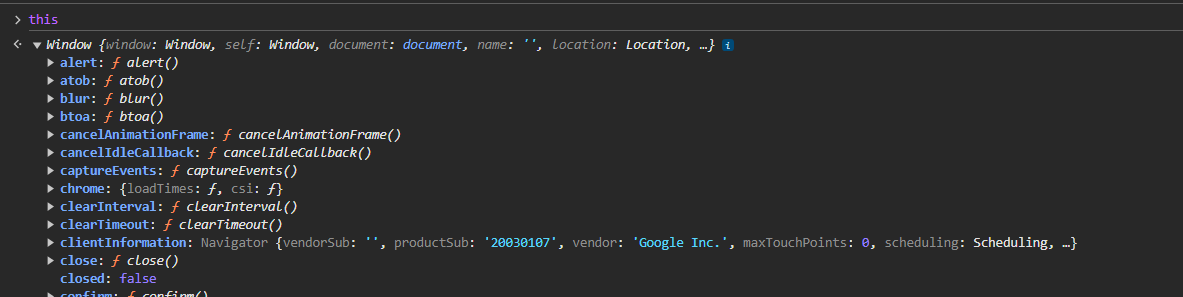 > this
<· ▼ Window {window: Window, self: Window, document: document, name: '', location: Location, …} i
▶ alert: ƒ alert()
▶ atob: ƒ atob()
▶ blur: ƒ blur()
▶ btoa: ƒ btoa()
▶ cancelAnimationFrame: ƒ cancelAnimationFrame()
▶ cancelIdleCallback: ƒ cancelIdleCallback()
▶ captureEvents: ƒ captureEvents()
▶ chrome: {loadTimes: ƒ, csi: ƒ}
▶ clearInterval: ƒ clearInterval()
▶ clearTimeout: ƒ clearTimeout()
▶ clientInformation: Navigator {vendorSub: '', productSub: '20030107', vendor: 'Google Inc.', maxTouchPoints: 0, scheduling: Scheduling, …}
▶ close: ƒ close()
closed: false
▶ confirm: ƒ confirm()